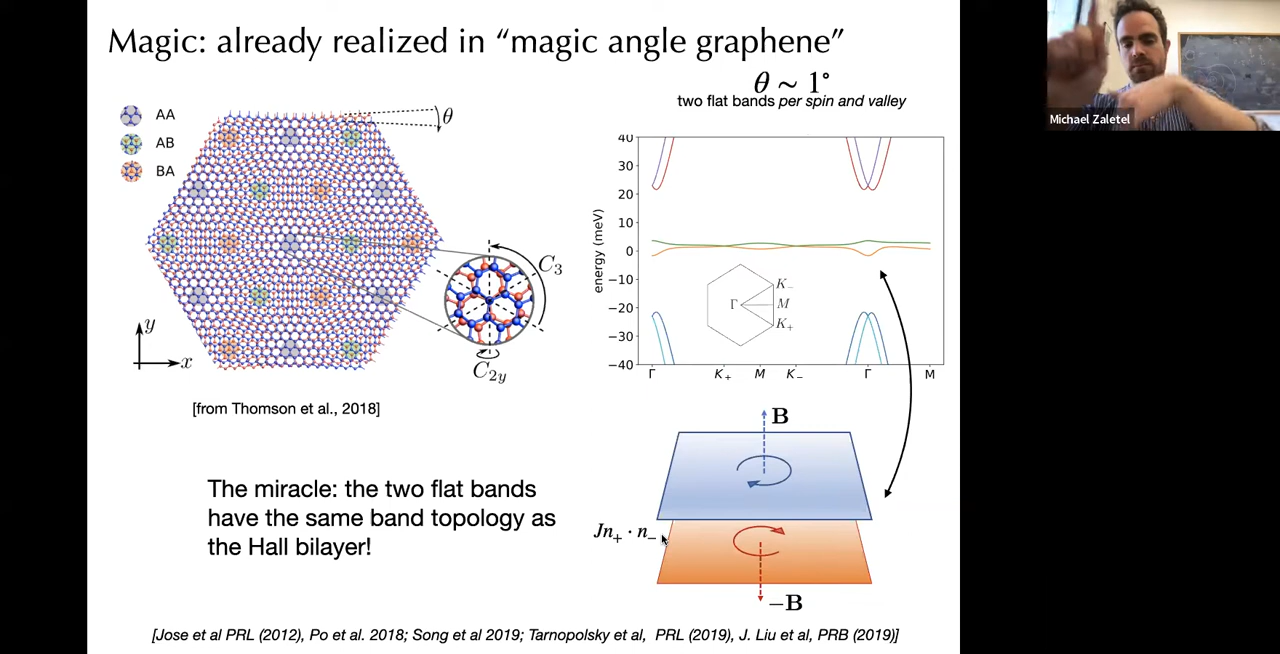 Magic: already realized in “magic angle graphene”
θ ∼ 1°
two flat bands per spin and valley
AA
AB
BA
θ
C₃
C₂y
y
x
[from Thomson et al., 2018]
energy (meV)
40
30
20
10
0
−10
−20
−30
−40
Γ
K₊
M
K₋
Γ
M
K₋
Γ
M
K₊
The miracle: the two flat bands
have the same band topology as
the Hall bilayer!
B
Jn₊ · n₋
−B
[Jose et al PRL (2012), Po et al. 2018; Song et al 2019; Tarnopolsky et al, PRL (2019), J. Liu et al, PRB (2019)]
Michael Zaletel